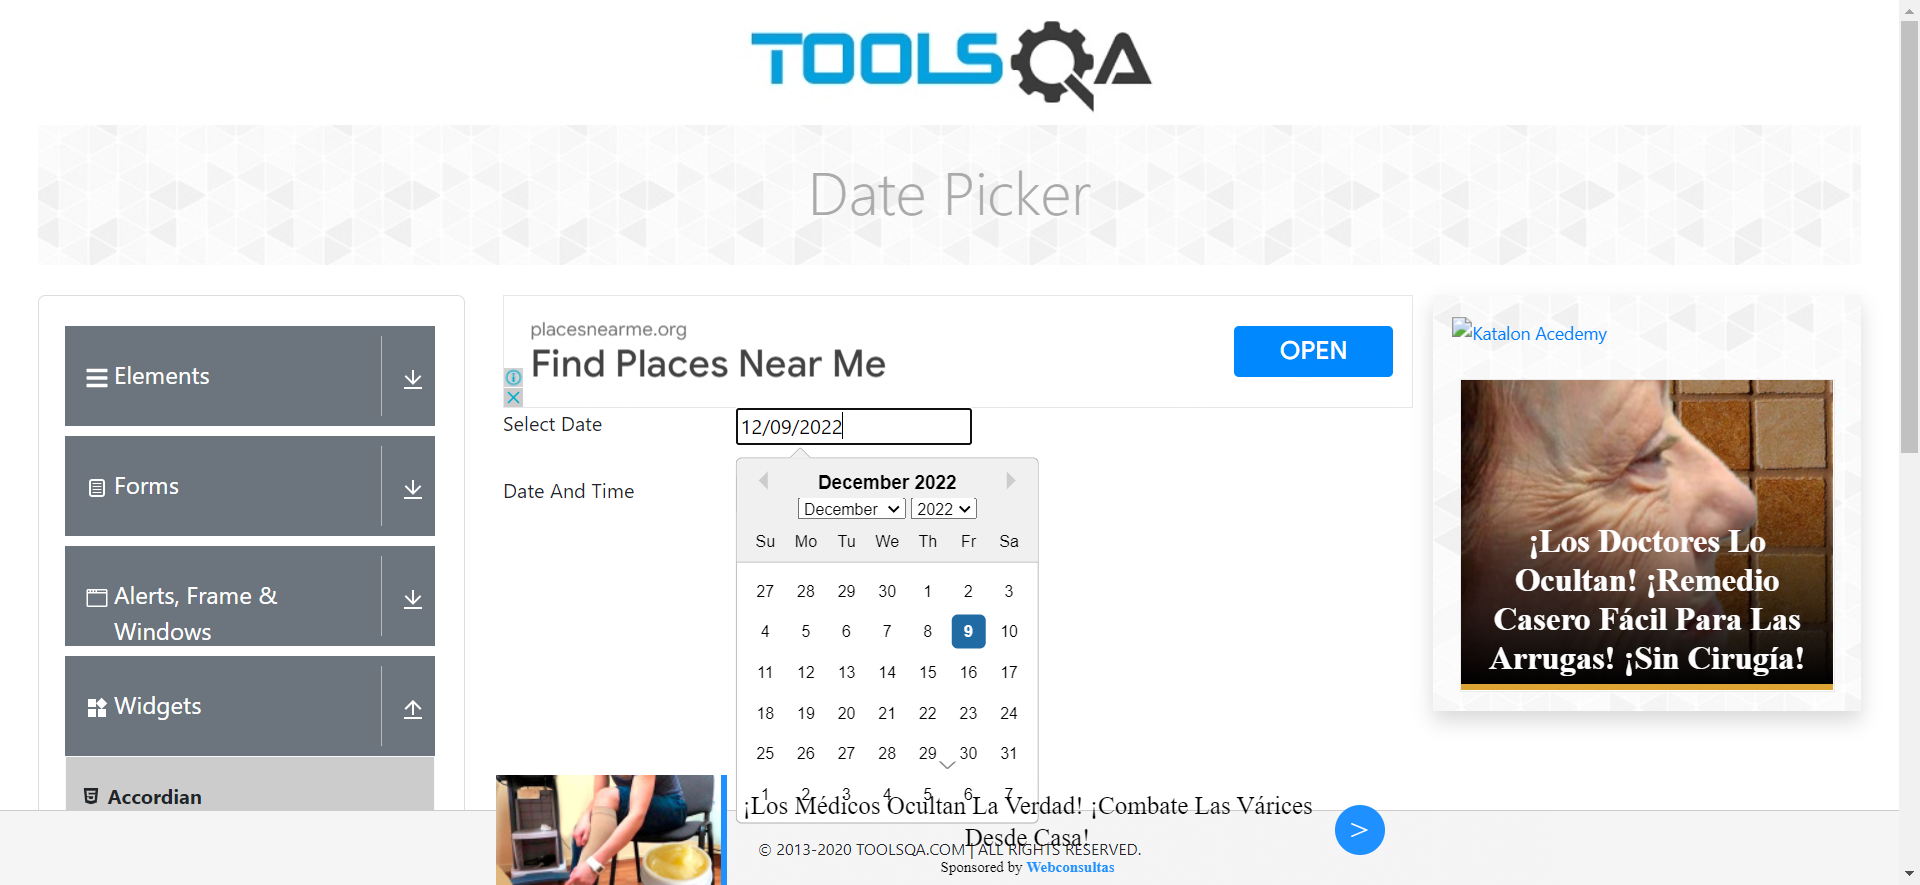 TOOLSQA
Date Picker
Elements
Forms
Alerts, Frame &
Windows
Widgets
Accordian
placesnearme.org
Find Places Near Me
OPEN
Select Date
12/09/2022
Date And Time
December 2022
December 2022
Su Mo Tu We Th Fr Sa
27 28 29 30 1 2 3
4 5 6 7 8 9 10
11 12 13 14 15 16 17
18 19 20 21 22 23 24
25 26 27 28 29 30 31
1 2 3 4 5 6 7
Katalon Acedemy
¡Los Doctores Lo
Ocultan! ¡Remedio
Casero Fácil Para Las
Arrugas! ¡Sin Cirugía!
¡Los Médicos Ocultan La Verdad! ¡Combate Las Várices
Desde Casa!
© 2013-2020 TOOLSQA.COM | ALL RIGHTS RESERVED.
Sponsored by Webconsultas